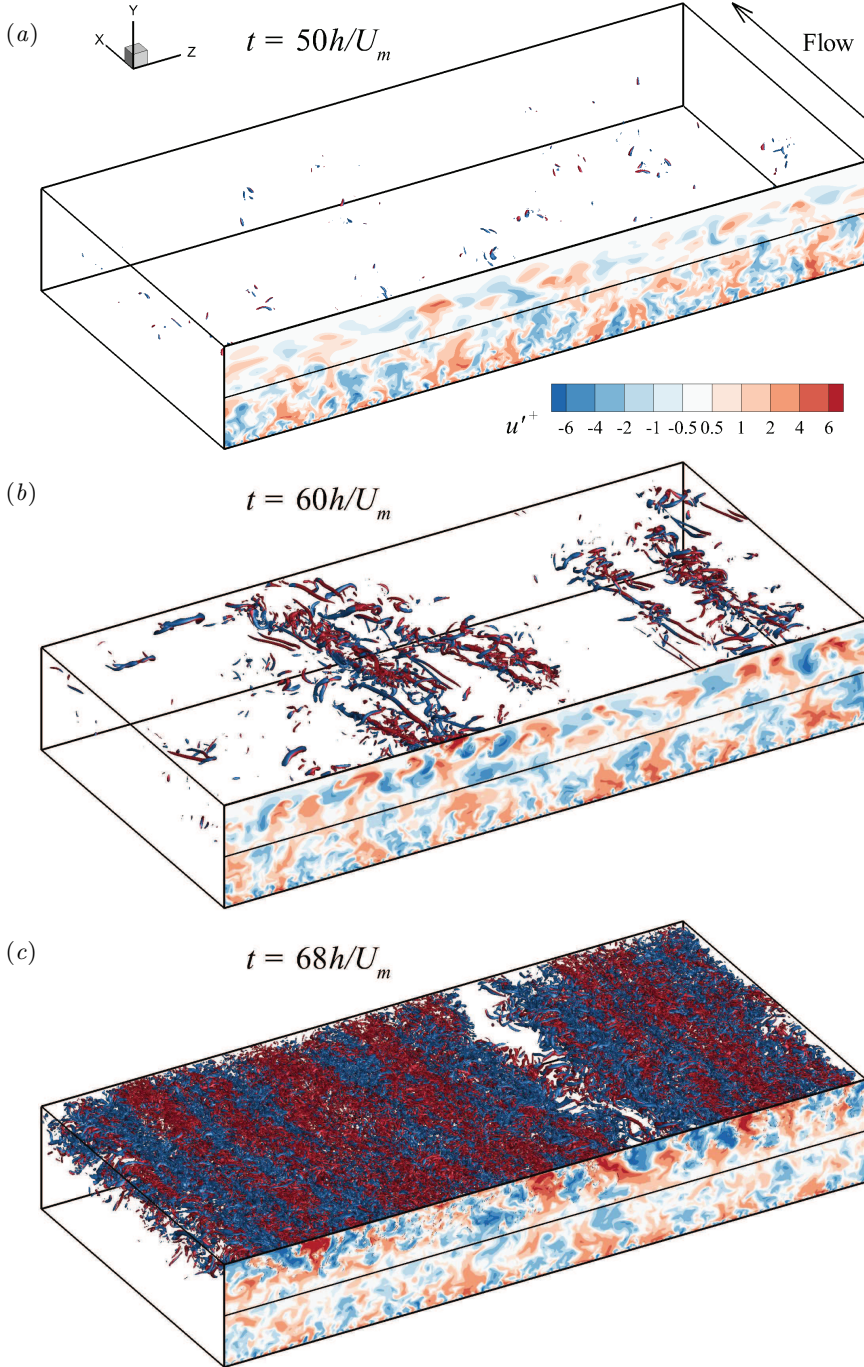 (a)
Y
X
Z
t = 50h/U_m
Flow
u'^+
-6 -4 -2 -1 -0.5 0.5 1 2 4 6
(b)
t = 60h/U_m
(c)
t = 68h/U_m